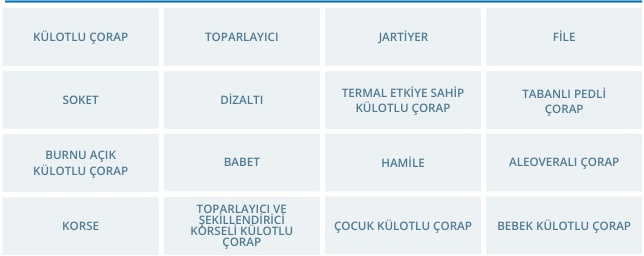 KÜLOTLU ÇORAP
TOPARLAYICI
JARTİYER
FİLE
SOKET
DİZALTI
TERMAL ETKİYE SAHİP
KÜLOTLU ÇORAP
TABANLI PEDLİ
ÇORAP
BURNU AÇIK
KÜLOTLU ÇORAP
BABET
HAMİLE
ALEOVERALI ÇORAP
KORSE
TOPARLAYICI VE
ŞEKİLLENDİRİCİ
KORSELİ KÜLOTLU
ÇORAP
ÇOCUK KÜLOTLU ÇORAP
BEBEK KÜLOTLU ÇORAP